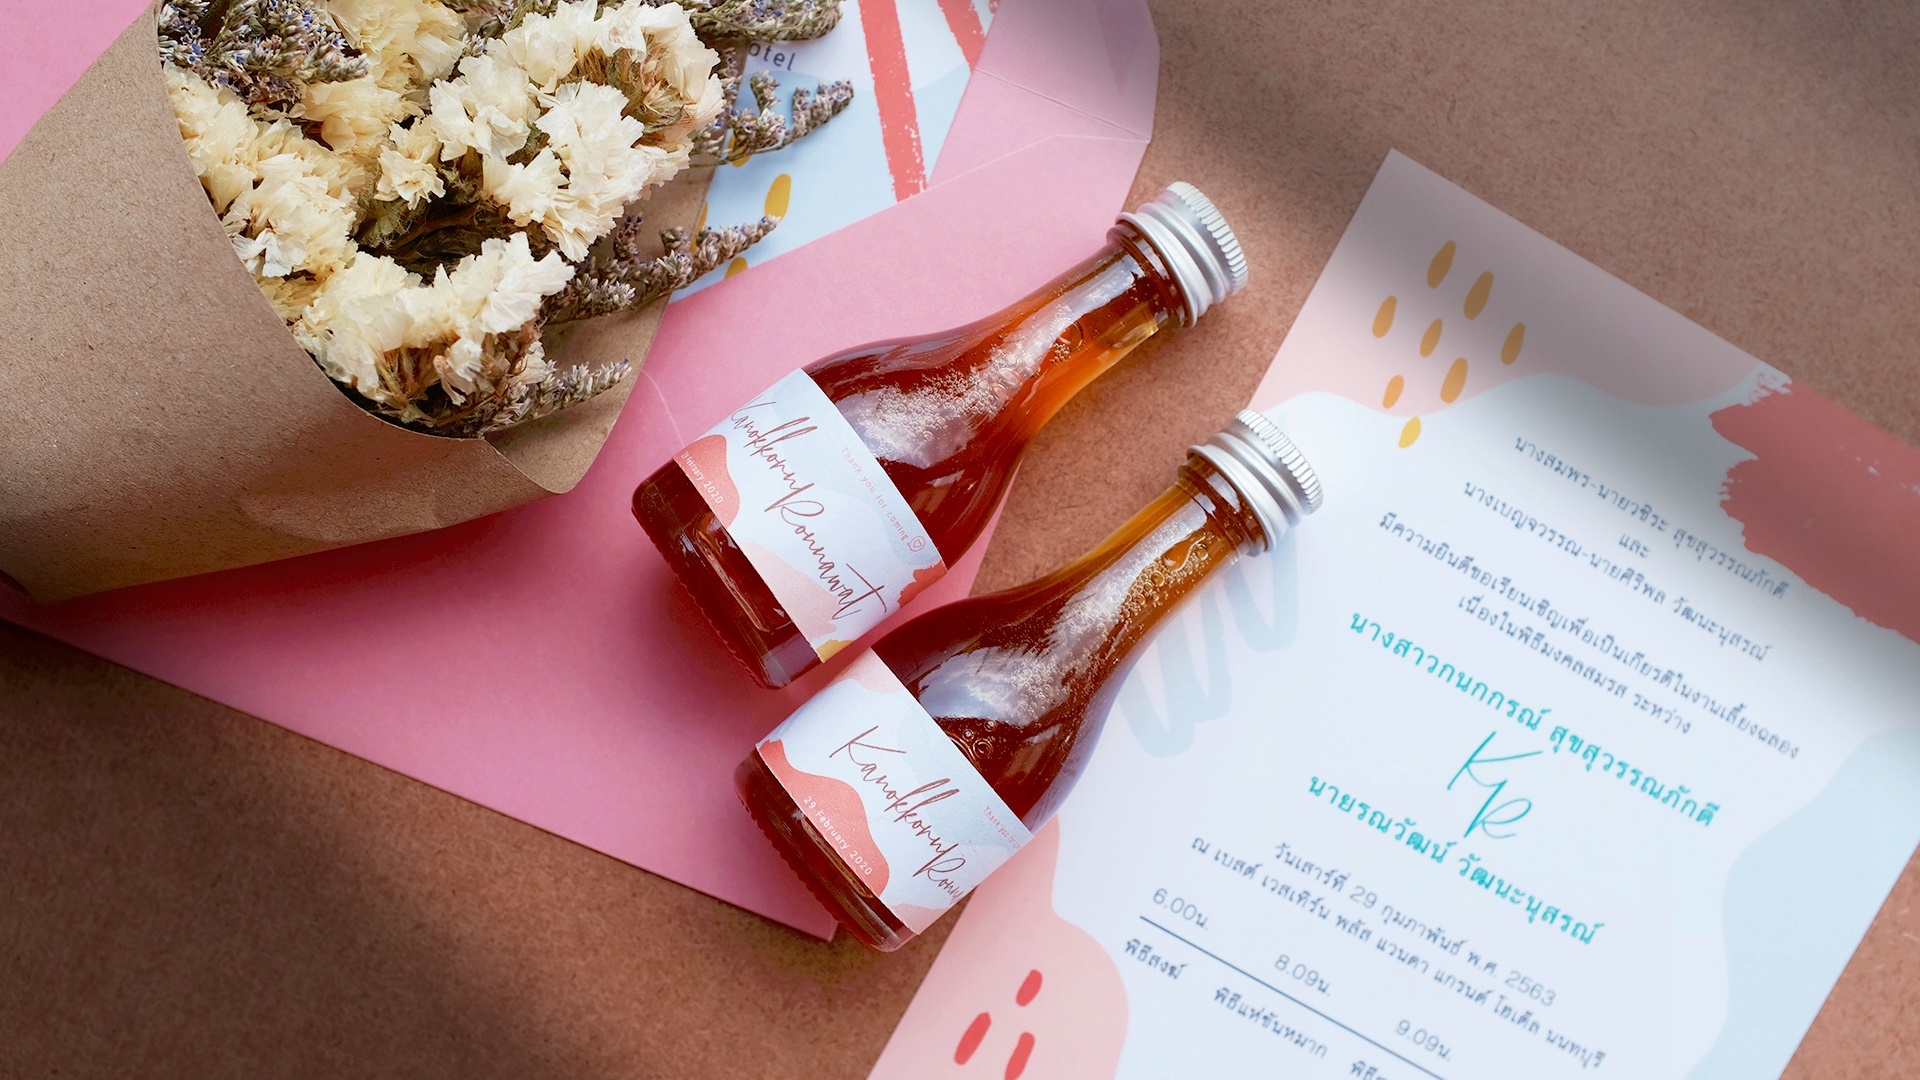 otel
Kanokkorn Ronnawat
Thank you for coming
29 February 2020
Kanokkorn
29 February 2020
Thank you
นางสมพร-นายวชิระ สุขสุวรรณภักดี
และ
นางเบญจวรรณ-นายศิริพล วัฒนะนุสรณ์
มีความยินดีขอเรียนเชิญเพื่อเป็นเกียรติในงานเลี้ยงฉลอง
เนื่องในพิธีมงคลสมรส ระหว่าง
นางสาวกนกกรณ์ สุขสุวรรณภักดี
KR
นายรณวัฒน์ วัฒนะนุสรณ์
วันเสาร์ที่ 29 กุมภาพันธ์ พ.ศ. 2563
ณ เบสต์ เวสเทิร์น พลัส แวนดา แกรนด์ โฮเต็ล นนทบุรี
6.00น. 8.09น. 9.09น.
พิธีสงฆ์ พิธีแห่ขันหมาก